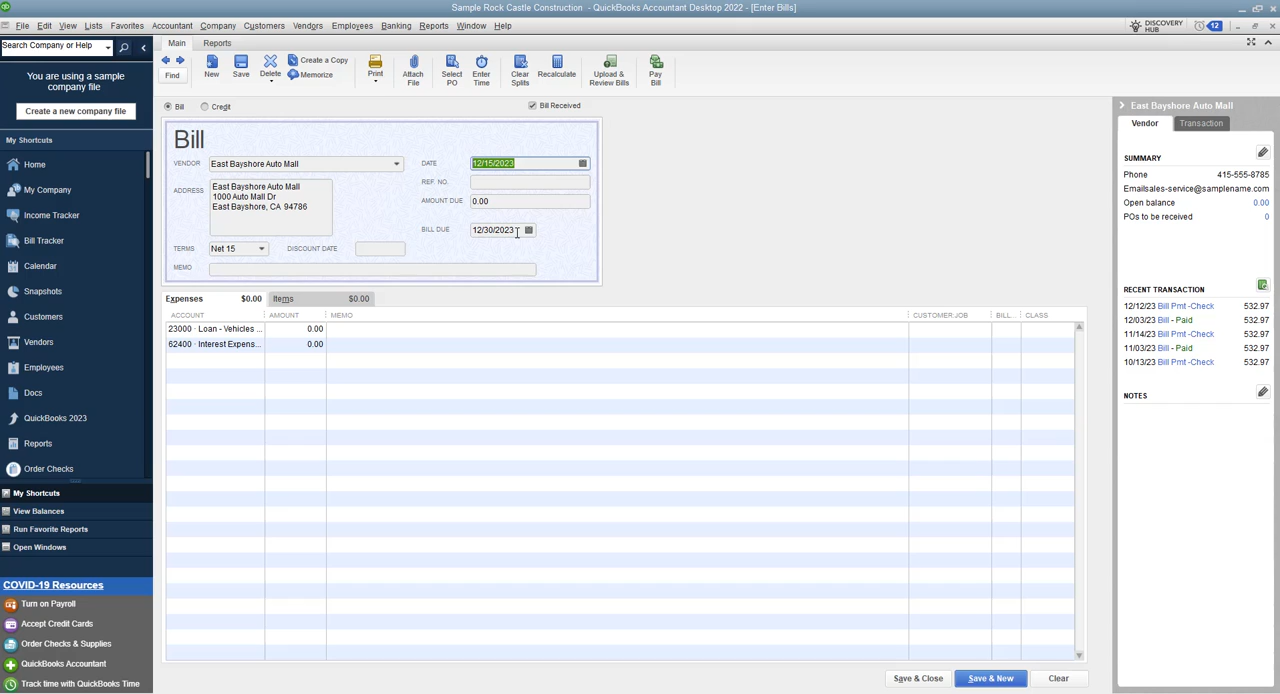 Sample Rock Castle Construction - QuickBooks Accountant Desktop 2022 - [Enter Bills]
File Edit View Lists Favorites Accountant Company Customers Vendors Employees Banking Reports Window Help
DISCOVERY HUB 12
Search Company or Help
Main Reports
You are using a sample
company file
Create a new company file
My Shortcuts
Home
My Company
Income Tracker
Bill Tracker
Calendar
Snapshots
Customers
Vendors
Employees
Docs
QuickBooks 2023
Reports
Order Checks
My Shortcuts
View Balances
Run Favorite Reports
Open Windows
COVID-19 Resources
Turn on Payroll
Accept Credit Cards
Order Checks & Supplies
QuickBooks Accountant
Track time with QuickBooks Time
Find New Save Delete Create a Copy
Memorize
Print Attach File Select PO Enter Time Clear Splits Recalculate Upload & Review Bills Pay Bill
Bill Credit Bill Received
Bill
VENDOR East Bayshore Auto Mall DATE 12/15/2023
ADDRESS East Bayshore Auto Mall
1000 Auto Mall Dr
East Bayshore, CA 94786
REF. NO.
AMOUNT DUE 0.00
BILL DUE 12/30/2023
TERMS Net 15 DISCOUNT DATE
MEMO
Expenses $0.00 Items $0.00
ACCOUNT AMOUNT MEMO CUSTOMER:JOB BILL... CLASS
23000 · Loan - Vehicles ... 0.00
62400 · Interest Expens... 0.00
Save & Close Save & New Clear
East Bayshore Auto Mall
Vendor Transaction
SUMMARY
Phone 415-555-8785
Email sales-service@samplename.com
Open balance 0.00
POs to be received 0
RECENT TRANSACTION
12/12/23 Bill Pmt -Check 532.97
12/03/23 Bill - Paid 532.97
11/14/23 Bill Pmt -Check 532.97
11/03/23 Bill - Paid 532.97
10/13/23 Bill Pmt -Check 532.97
NOTES